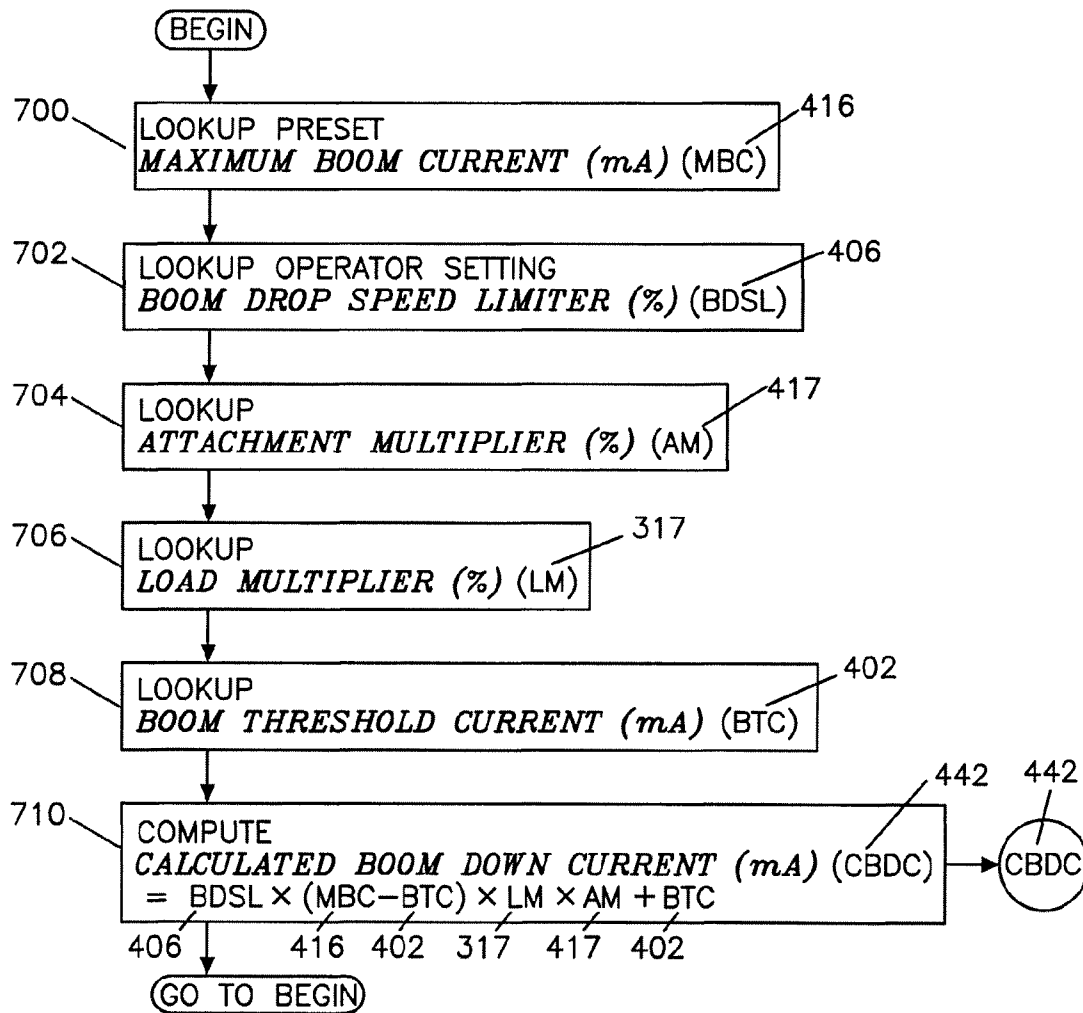 BEGIN
700
416
LOOKUP PRESET
MAXIMUM BOOM CURRENT (mA) (MBC)
702
406
LOOKUP OPERATOR SETTING
BOOM DROP SPEED LIMITER (%) (BDSL)
704
417
LOOKUP
ATTACHMENT MULTIPLIER (%) (AM)
706
317
LOOKUP
LOAD MULTIPLIER (%) (LM)
708
402
LOOKUP
BOOM THRESHOLD CURRENT (mA) (BTC)
710
442
442
COMPUTE
CALCULATED BOOM DOWN CURRENT (mA) (CBDC)
CBDC
= BDSL × (MBC-BTC) × LM × AM + BTC
406 416 402 317 417 402
GO TO BEGIN